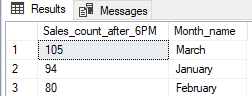 Results Messages
Sales_count_after_6PM Month_name
1 105 March
2 94 January
3 80 February